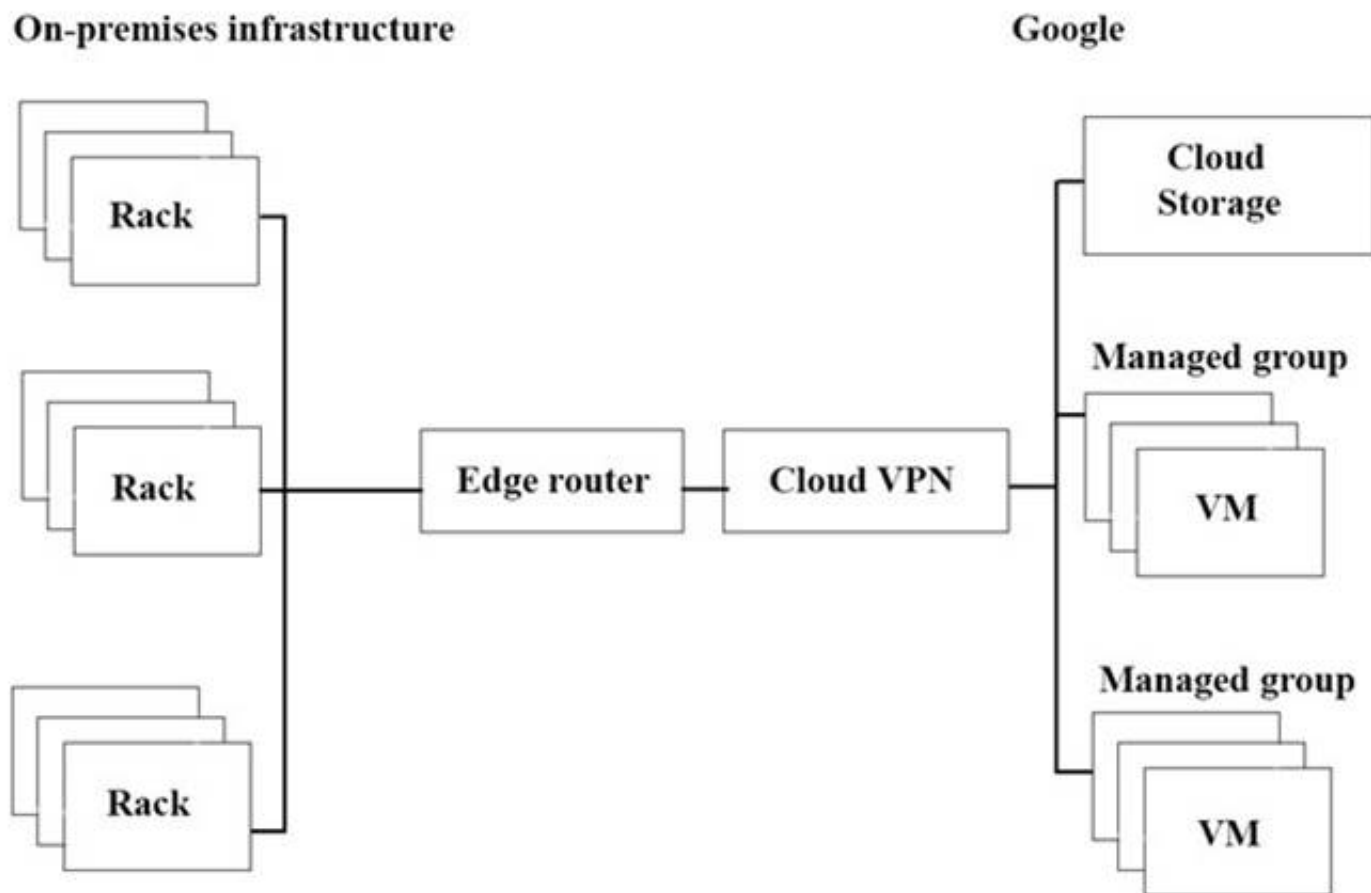 On-premises infrastructure
Google
Rack
Rack
Rack
Edge router
Cloud VPN
Cloud
Storage
Managed group
VM
Managed group
VM